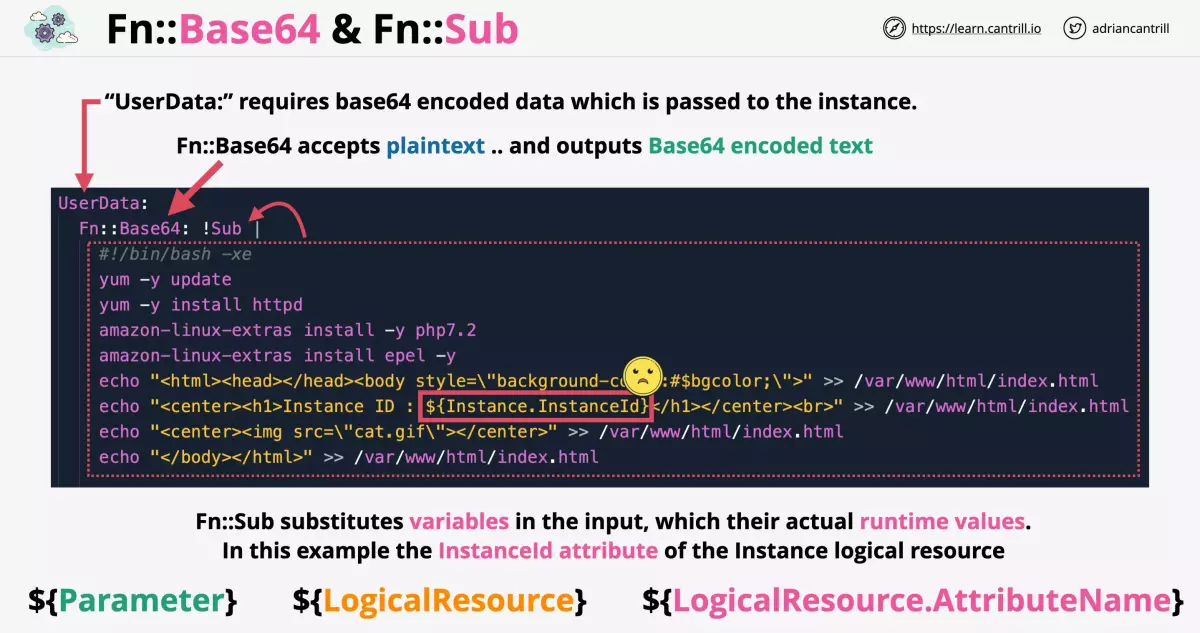 Fn::Base64 & Fn::Sub
https://learn.cantrill.io
adriancantrill
“UserData:” requires base64 encoded data which is passed to the instance.
Fn::Base64 accepts plaintext .. and outputs Base64 encoded text
UserData:
Fn::Base64: !Sub |
#!/bin/bash -xe
yum -y update
yum -y install httpd
amazon-linux-extras install -y php7.2
amazon-linux-extras install epel -y
echo "<html><head></head><body style=\"background-co :#$bgcolor;\">" >> /var/www/html/index.html
echo "<center><h1>Instance ID : ${Instance.InstanceId}</h1></center><br>" >> /var/www/html/index.html
echo "<center><img src=\"cat.gif\"></center>" >> /var/www/html/index.html
echo "</body></html>" >> /var/www/html/index.html
Fn::Sub substitutes variables in the input, which their actual runtime values.
In this example the InstanceId attribute of the Instance logical resource
${Parameter} ${LogicalResource} ${LogicalResource.AttributeName}